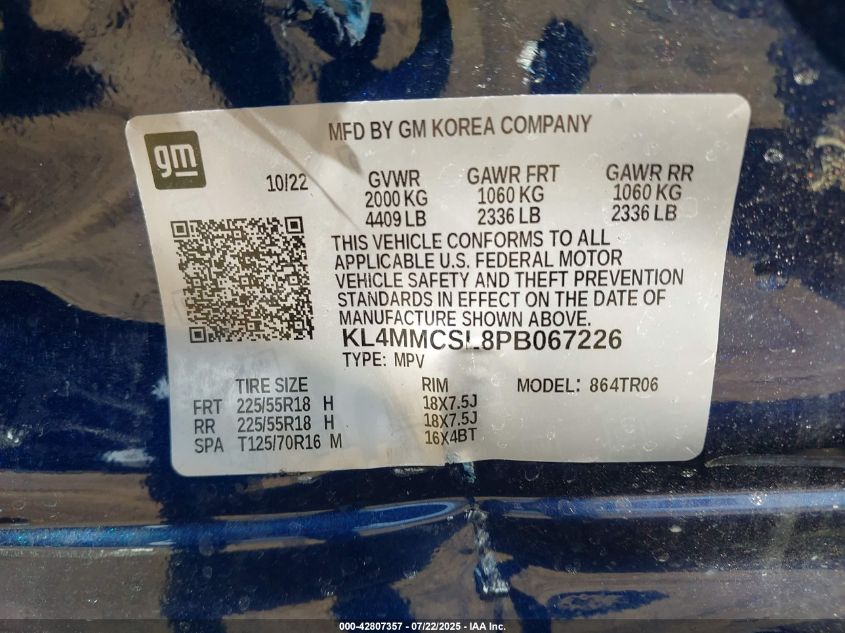 MFD BY GM KOREA COMPANY
gm
10/22 GVWR GAWR FRT GAWR RR
2000 KG 1060 KG 1060 KG
4409 LB 2336 LB 2336 LB
THIS VEHICLE CONFORMS TO ALL
APPLICABLE U.S. FEDERAL MOTOR
VEHICLE SAFETY AND THEFT PREVENTION
STANDARDS IN EFFECT ON THE DATE OF
MANUFACTURE SHOWN ABOVE.
KL4MMCSL8PB067226
TYPE: MPV
TIRE SIZE RIM MODEL: 864TR06
FRT 225/55R18 H 18X7.5J
RR 225/55R18 H 18X7.5J
SPA T125/70R16 M 16X4BT
000-42807357 - 07/22/2025 - IAA Inc.